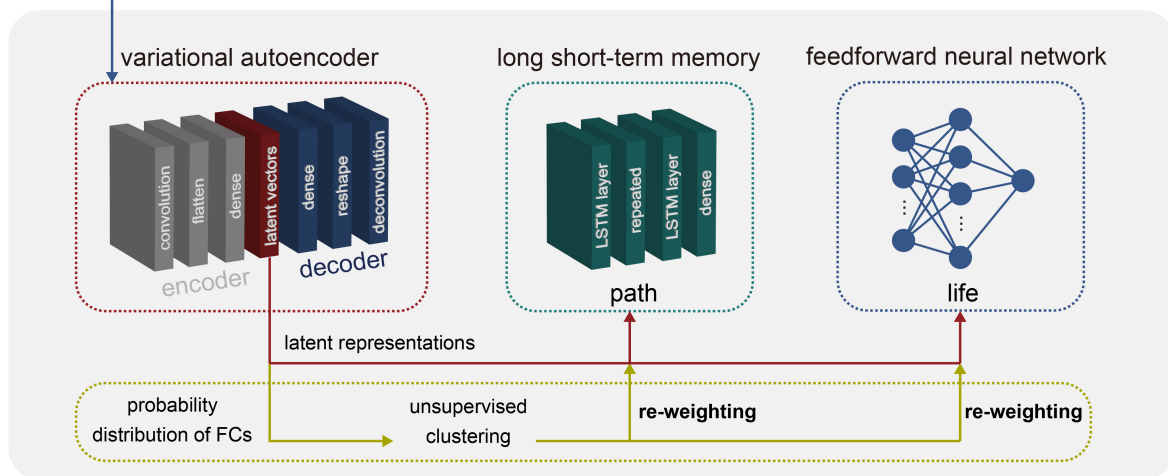 variational autoencoder
long short-term memory
feedforward neural network
convolution
flatten
dense
latent vectors
dense
reshape
deconvolution
encoder
decoder
LSTM layer
repeated
LSTM layer
dense
path
...
...
life
latent representations
probability
distribution of FCs
unsupervised
clustering
re-weighting
re-weighting